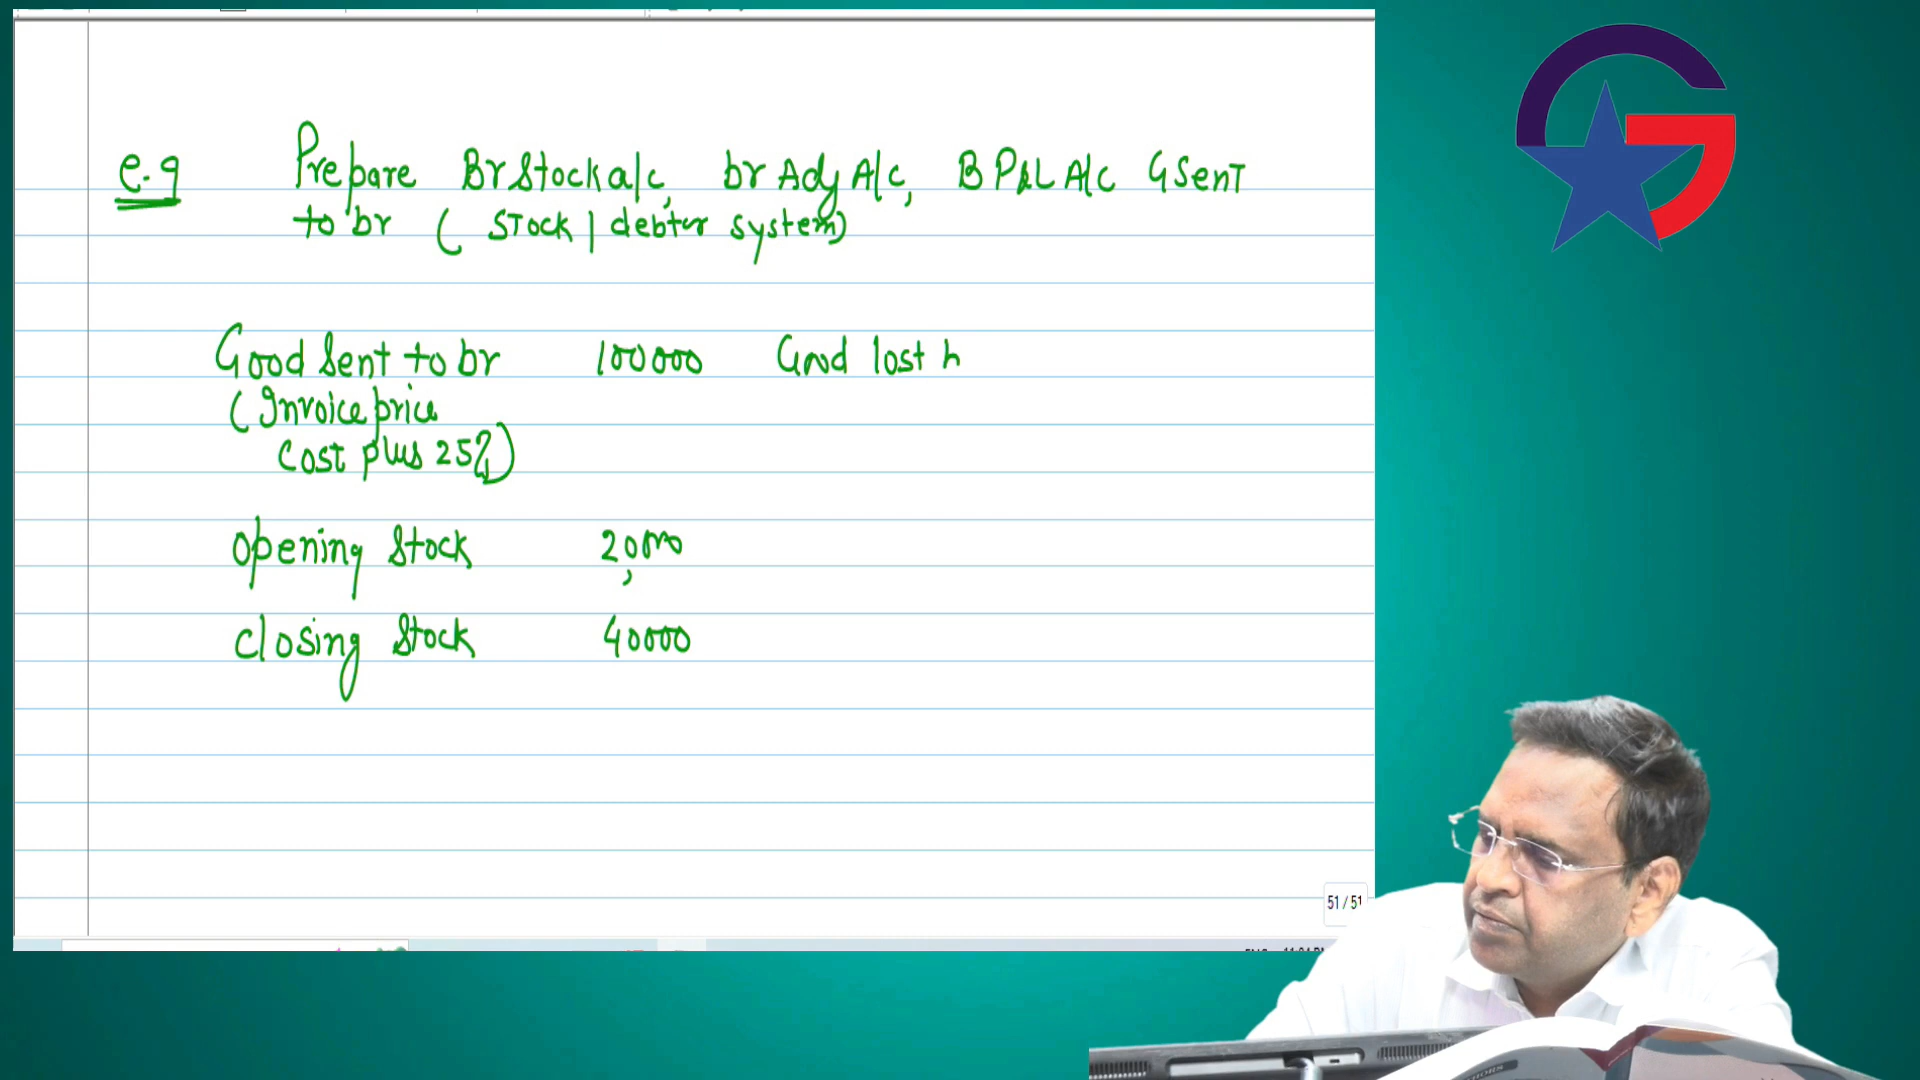 e.g Prepare Br Stock a/c, br Adj A/c, B P&L A/c GSent
to br ( Stock | debtor system)
Good Sent to br 100000 Good lost
(Invoice price
Cost plus 25%)
opening Stock 20,000
closing Stock 40000
51 / 51